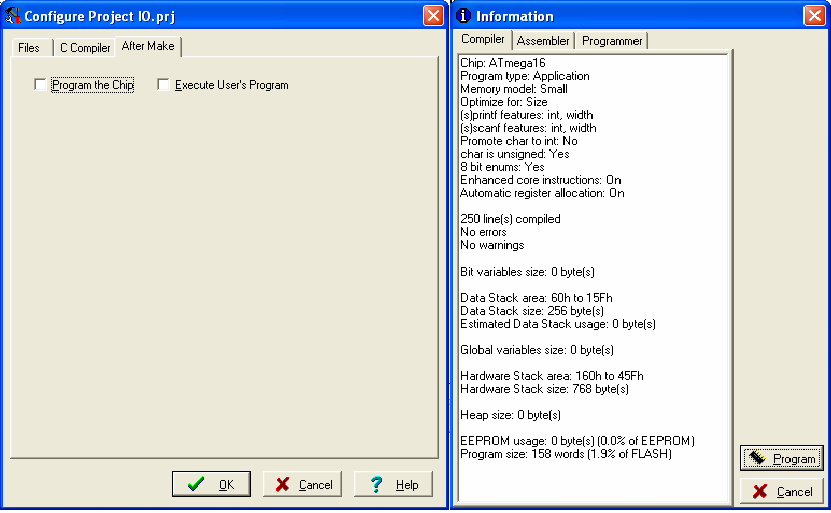 Configure Project IO.prj
Files
C Compiler
After Make
Program the Chip
Execute User's Program
OK
Cancel
Help
Information
Compiler
Assembler
Programmer
Chip: ATmega16
Program type: Application
Memory model: Small
Optimize for: Size
(s)printf features: int, width
(s)scanf features: int, width
Promote char to int: No
char is unsigned: Yes
8 bit enums: Yes
Enhanced core instructions: On
Automatic register allocation: On
250 line(s) compiled
No errors
No warnings
Bit variables size: 0 byte(s)
Data Stack area: 60h to 15Fh
Data Stack size: 256 byte(s)
Estimated Data Stack usage: 0 byte(s)
Global variables size: 0 byte(s)
Hardware Stack area: 160h to 45Fh
Hardware Stack size: 768 byte(s)
Heap size: 0 byte(s)
EEPROM usage: 0 byte(s) (0.0% of EEPROM)
Program size: 158 words (1.9% of FLASH)
Program
Cancel